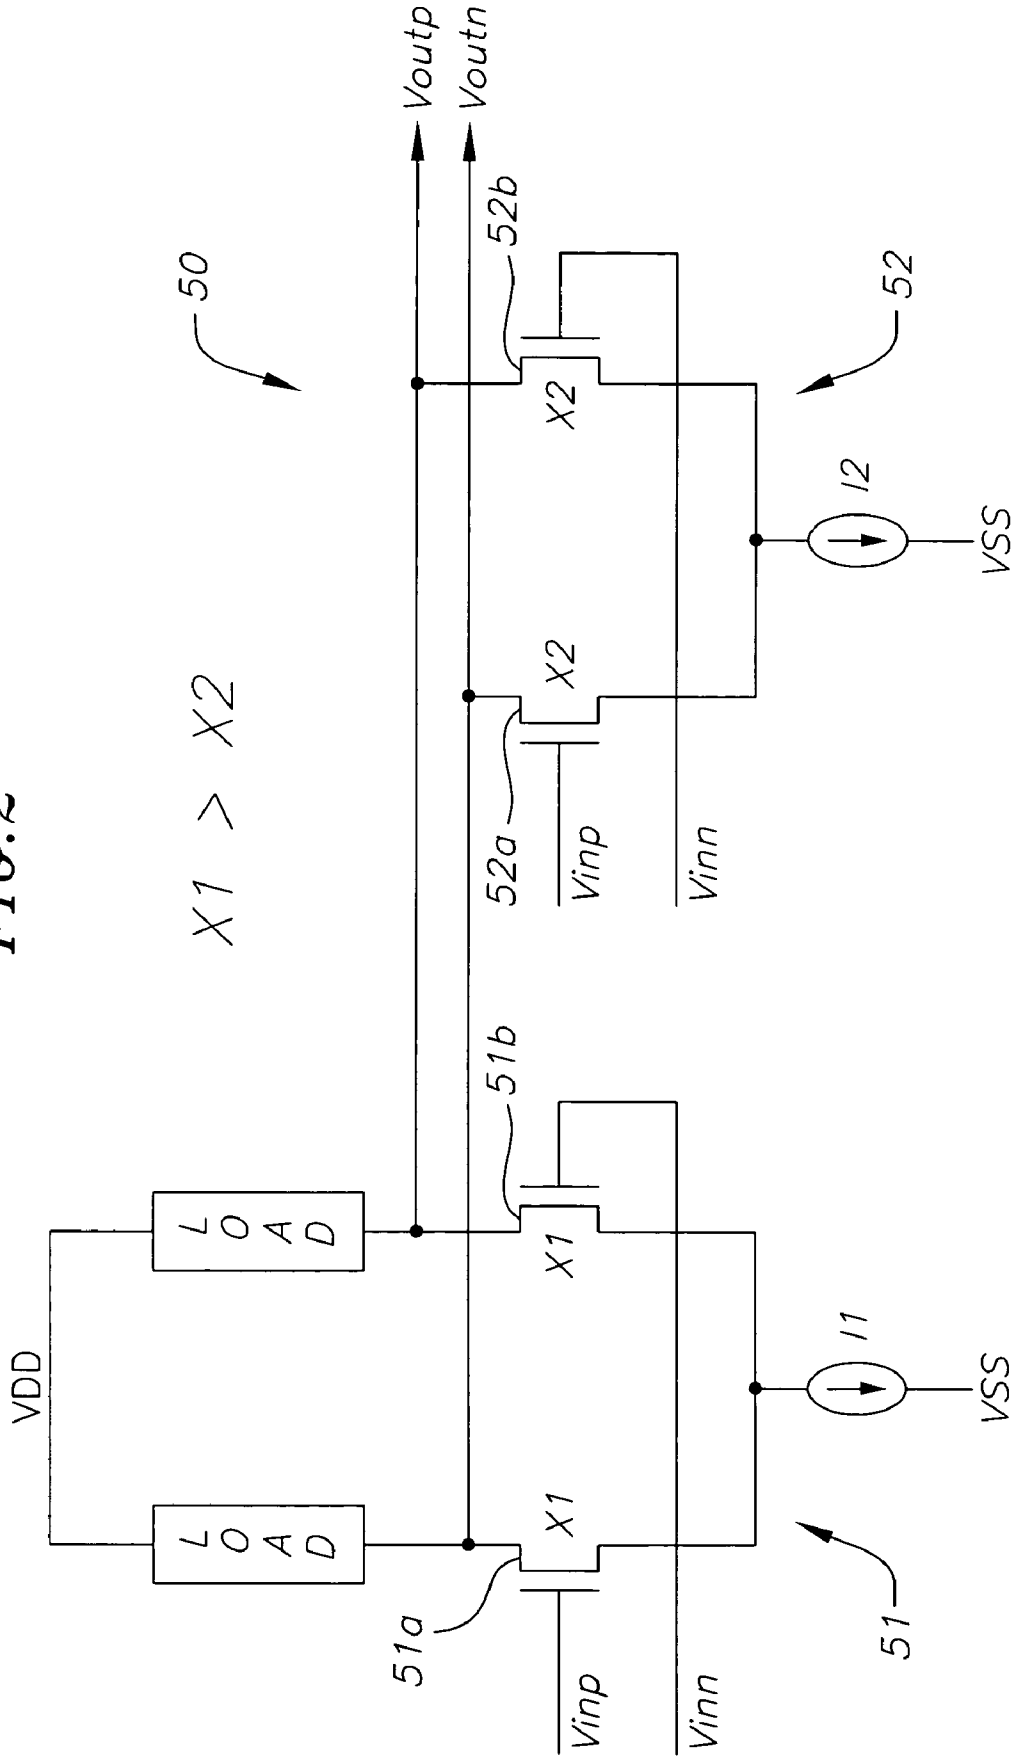 FIG.2
X1 > X2
50
VDD
LOAD
LOAD
Voutp
Voutn
51a
X1
X1
51b
52a
X2
X2
52b
Vinp
Vinn
Vinp
Vinn
51
I1
VSS
52
I2
VSS